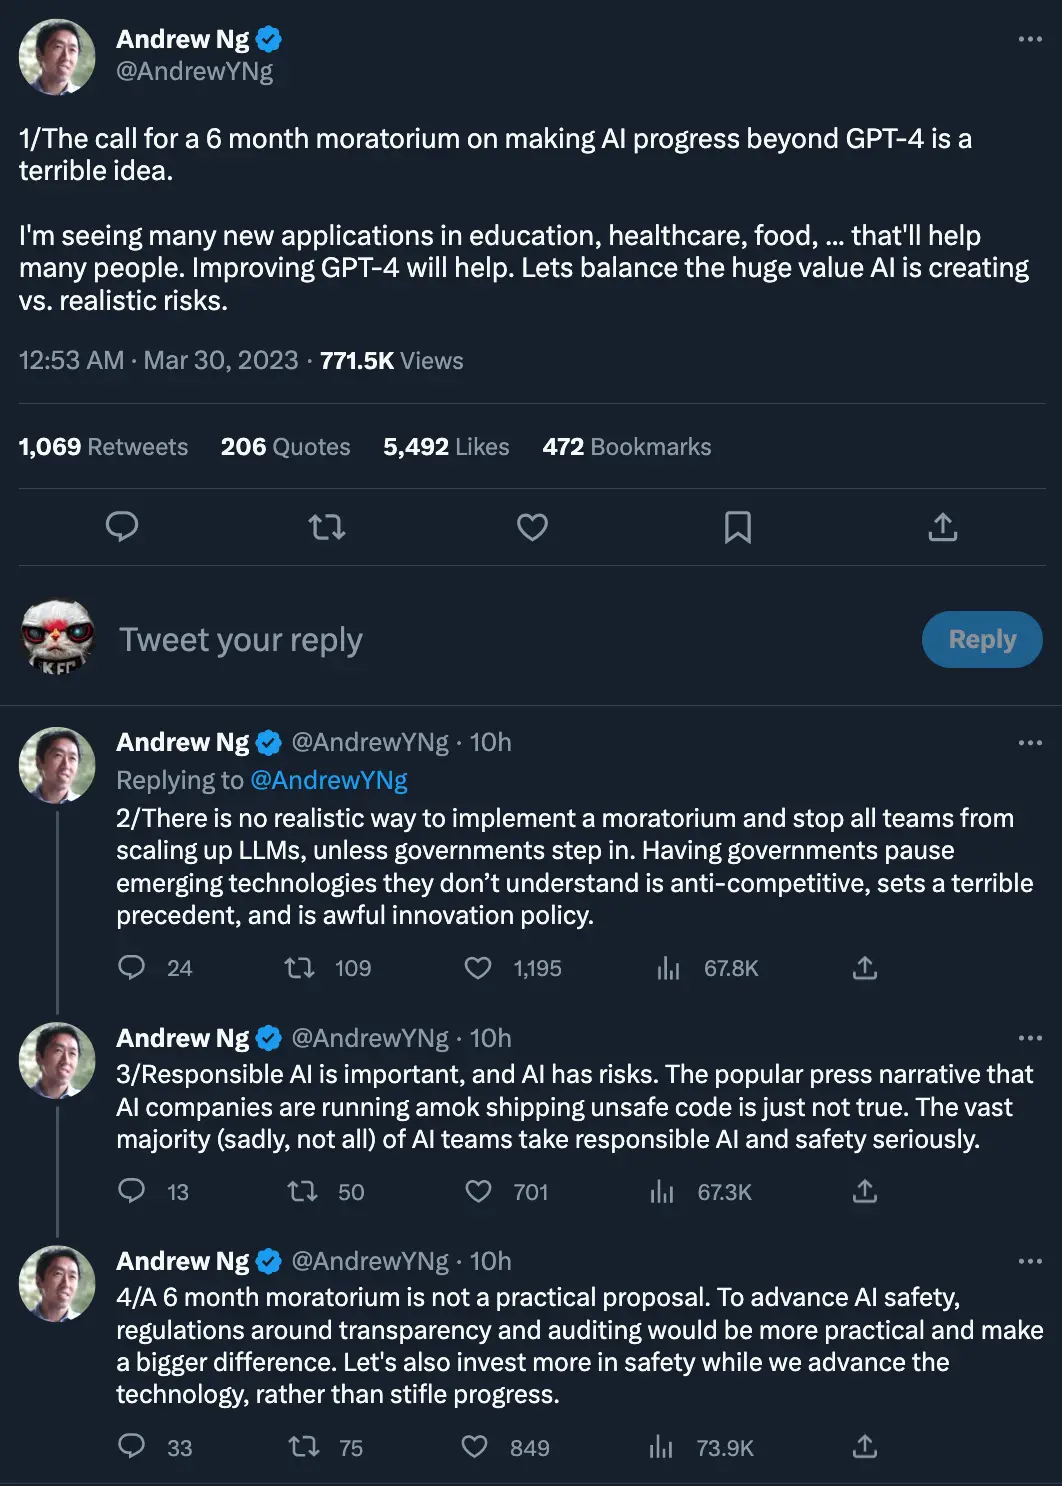 Andrew Ng
@AndrewYNg
1/The call for a 6 month moratorium on making AI progress beyond GPT-4 is a
terrible idea.
I'm seeing many new applications in education, healthcare, food, ... that'll help
many people. Improving GPT-4 will help. Lets balance the huge value AI is creating
vs. realistic risks.
12:53 AM · Mar 30, 2023 · 771.5K Views
1,069 Retweets 206 Quotes 5,492 Likes 472 Bookmarks
KFC
Tweet your reply
Reply
Andrew Ng @AndrewYNg · 10h
Replying to @AndrewYNg
2/There is no realistic way to implement a moratorium and stop all teams from
scaling up LLMs, unless governments step in. Having governments pause
emerging technologies they don’t understand is anti-competitive, sets a terrible
precedent, and is awful innovation policy.
24 109 1,195 67.8K
Andrew Ng @AndrewYNg · 10h
3/Responsible AI is important, and AI has risks. The popular press narrative that
AI companies are running amok shipping unsafe code is just not true. The vast
majority (sadly, not all) of AI teams take responsible AI and safety seriously.
13 50 701 67.3K
Andrew Ng @AndrewYNg · 10h
4/A 6 month moratorium is not a practical proposal. To advance AI safety,
regulations around transparency and auditing would be more practical and make
a bigger difference. Let's also invest more in safety while we advance the
technology, rather than stifle progress.
33 75 849 73.9K